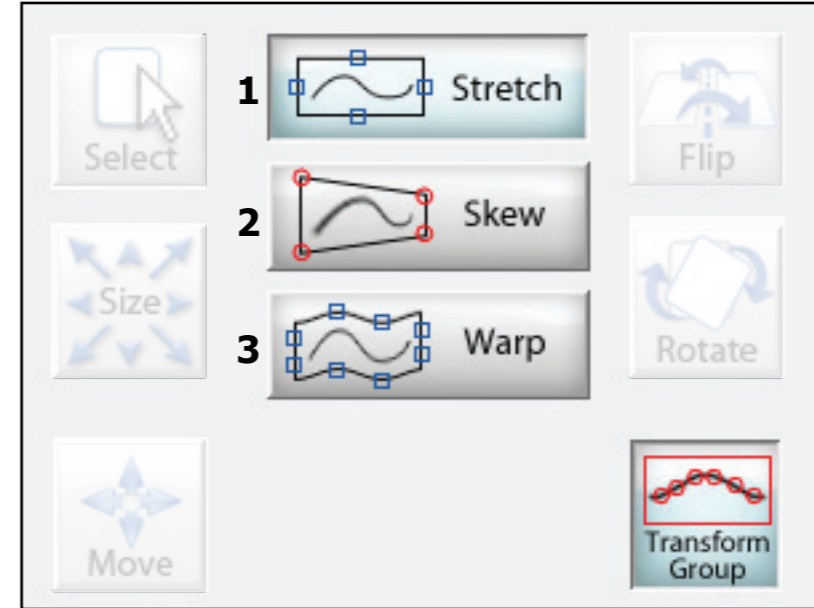 Select
1 Stretch
Flip
2 Skew
Size
3 Warp
Rotate
Move
Transform
Group